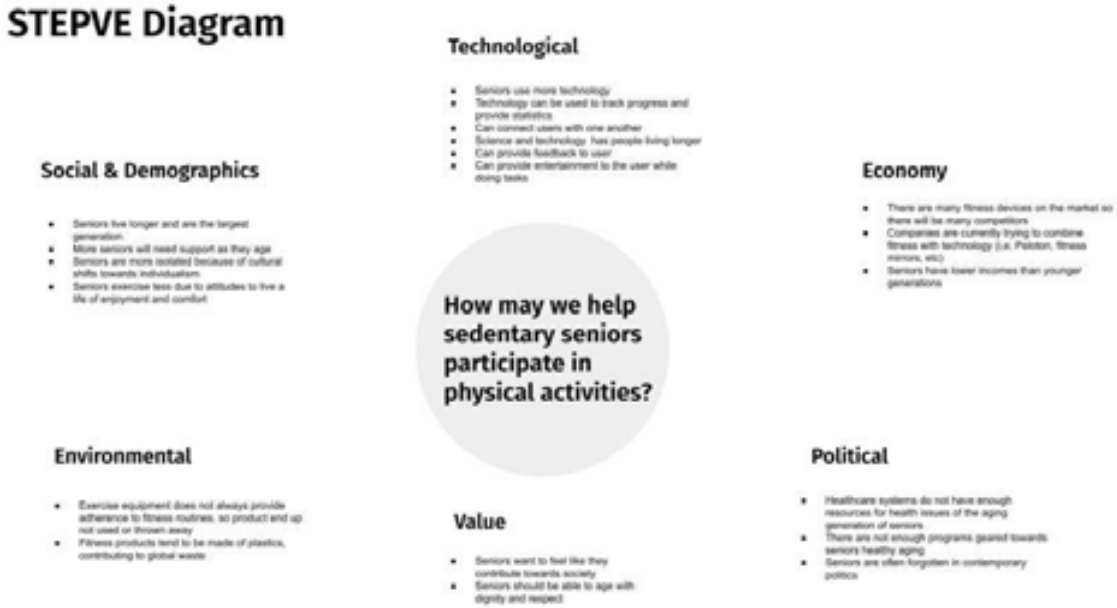 STEPVE Diagram
Technological
• Seniors use more technology
• Technology can be used to track progress and
provide statistics
• Can connect users with one another
• Science and technology has people living longer
• Can provide feedback to user
• Can provide entertainment to the user while
doing tasks
Social & Demographics
• Seniors live longer and are the largest
generation
• More seniors will need support as they age
• Seniors are more isolated because of cultural
shifts towards individualism
• Seniors exercise less due to attitudes to live a
life of enjoyment and comfort
Economy
• There are many fitness devices on the market so
there will be many competitors
• Companies are currently trying to combine
fitness with technology (i.e. Peloton, fitness
mirrors, etc)
• Seniors have lower incomes than younger
generations
How may we help
sedentary seniors
participate in
physical activities?
Environmental
• Exercise equipment does not always provide
adherence to fitness routines, so product end up
not used or thrown away
• Fitness products tend to be made of plastics,
contributing to global waste
Value
• Seniors want to feel like they
contribute towards society
• Seniors should be able to age with
dignity and respect
Political
• Healthcare systems do not have enough
resources for health issues of the aging
generation of seniors
• There are not enough programs geared towards
seniors healthy aging
• Seniors are often forgotten in contemporary
politics